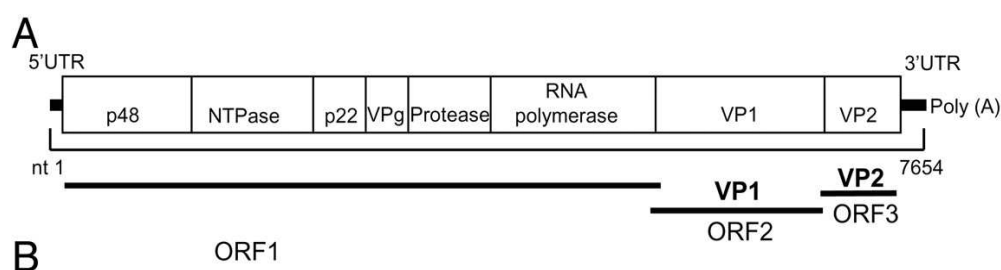 A
5'UTR
3'UTR
p48 NTPase p22 VPg Protease RNA polymerase VP1 VP2
Poly (A)
nt 1
7654
VP1
VP2
ORF3
ORF2
B
ORF1